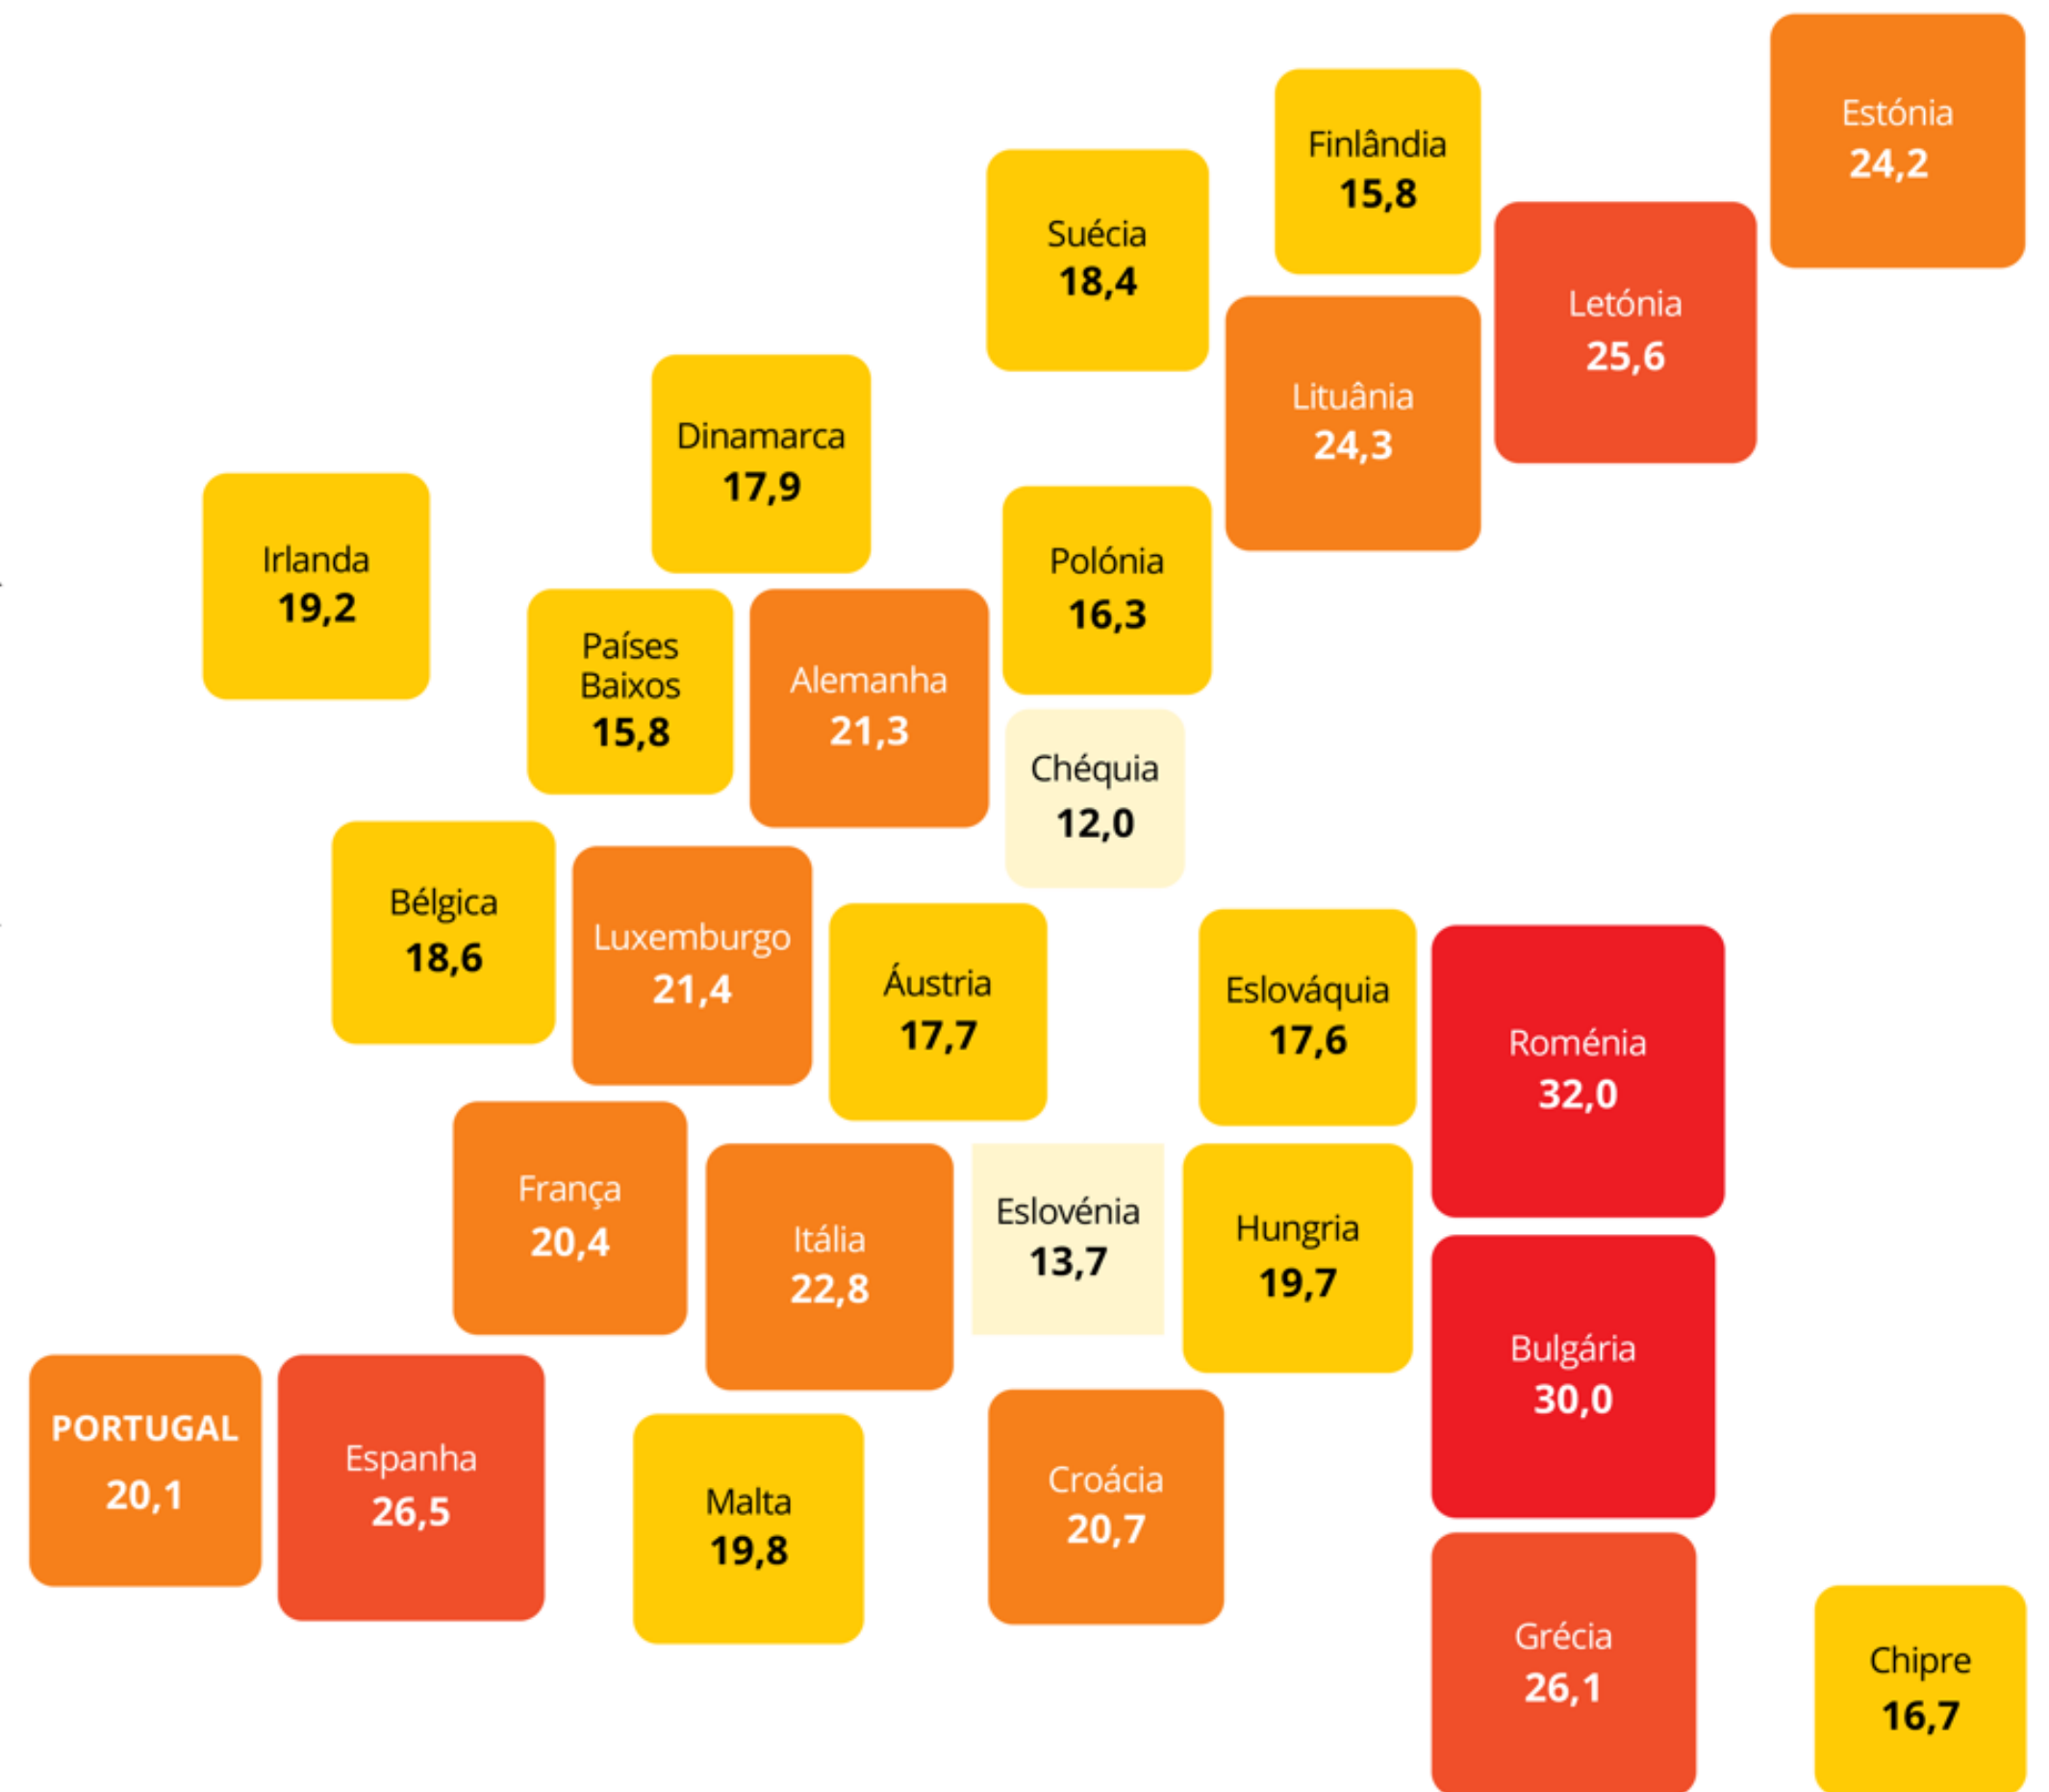 Estónia
24,2
Finlândia
15,8
Suécia
18,4
Letónia
25,6
Lituânia
24,3
Dinamarca
17,9
Irlanda
19,2
Polónia
16,3
Países
Baixos
15,8
Alemanha
21,3
Chéquia
12,0
Bélgica
18,6
Luxemburgo
21,4
Áustria
17,7
Eslováquia
17,6
Roménia
32,0
França
20,4
Itália
22,8
Eslovénia
13,7
Hungria
19,7
Bulgária
30,0
PORTUGAL
20,1
Espanha
26,5
Malta
19,8
Croácia
20,7
Grécia
26,1
Chipre
16,7